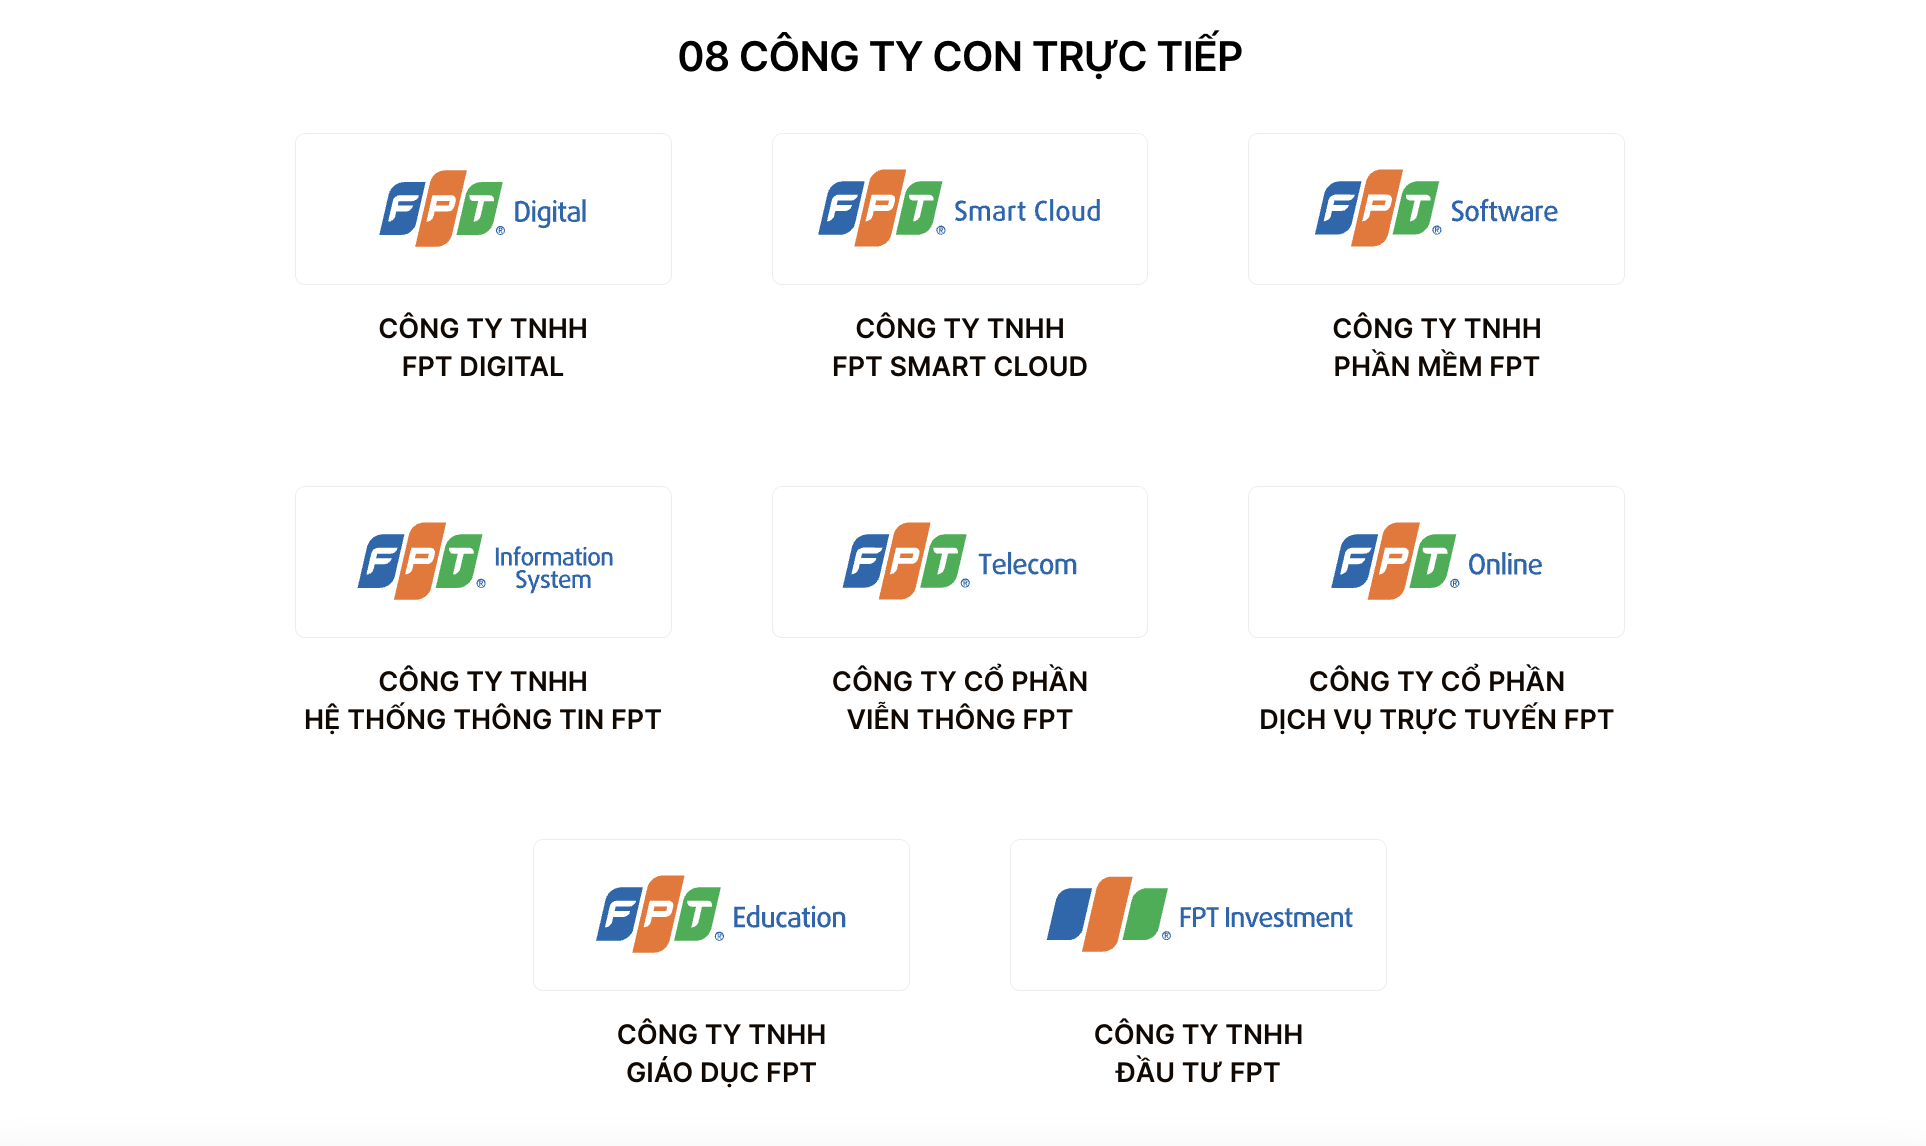 08 CÔNG TY CON TRỰC TIẾP
FPT® Digital
FPT® Smart Cloud
FPT® Software
CÔNG TY TNHH
FPT DIGITAL
CÔNG TY TNHH
FPT SMART CLOUD
CÔNG TY TNHH
PHẦN MỀM FPT
FPT® Information
System
FPT® Telecom
FPT® Online
CÔNG TY TNHH
HỆ THỐNG THÔNG TIN FPT
CÔNG TY CỔ PHẦN
VIỄN THÔNG FPT
CÔNG TY CỔ PHẦN
DỊCH VỤ TRỰC TUYẾN FPT
FPT® Education
® FPT Investment
CÔNG TY TNHH
GIÁO DỤC FPT
CÔNG TY TNHH
ĐẦU TƯ FPT